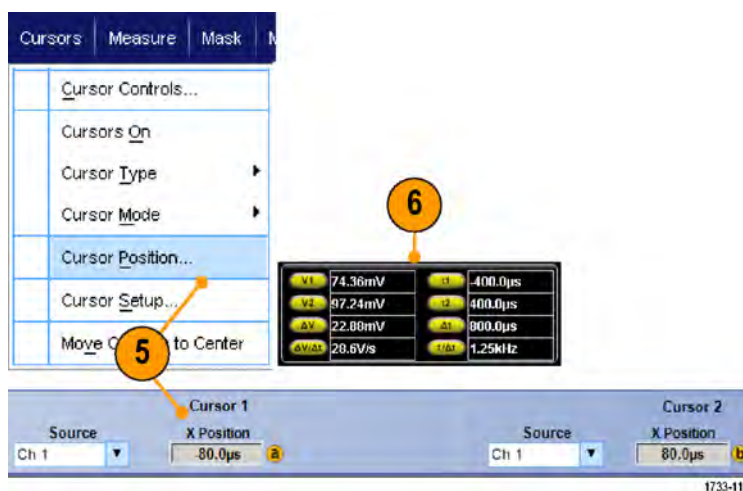 Cursors Measure Mask
Cursor Controls...
Cursors On
Cursor Type
Cursor Mode
6
Cursor Position...
V1 74.36mV t1 -400.0µs
Cursor Setup...
V2 97.24mV t2 400.0µs
ΔV 22.88mV Δt 800.0µs
Move to Center
5
ΔV/Δt 28.6V/s 1/Δt 1.25kHz
Cursor 1 Cursor 2
Source X Position Source X Position
Ch 1 -80.0µs a Ch 1 80.0µs b
1733-11